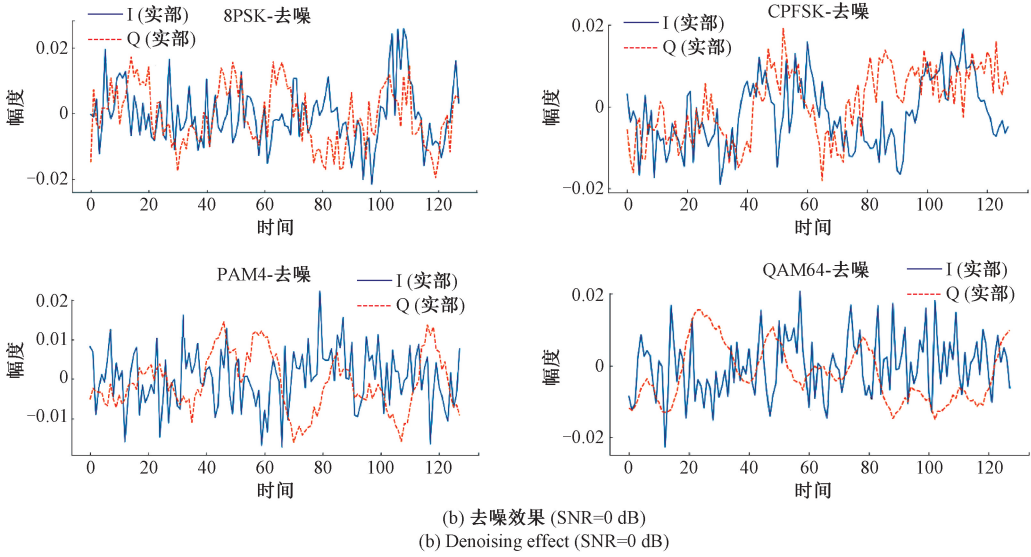 8PSK-去噪
I (实部)
Q (实部)
幅度
0.02
0
−0.02
0 20 40 60 80 100 120
时间
CPFSK-去噪
I (实部)
Q (实部)
幅度
0.02
0
−0.02
0 20 40 60 80 100 120
时间
PAM4-去噪
I (实部)
Q (实部)
幅度
0.02
0.01
0
−0.01
0 20 40 60 80 100 120
时间
QAM64-去噪
I (实部)
Q (实部)
幅度
0.02
0
−0.02
0 20 40 60 80 100 120
时间
(b) 去噪效果 (SNR=0 dB)
(b) Denoising effect (SNR=0 dB)